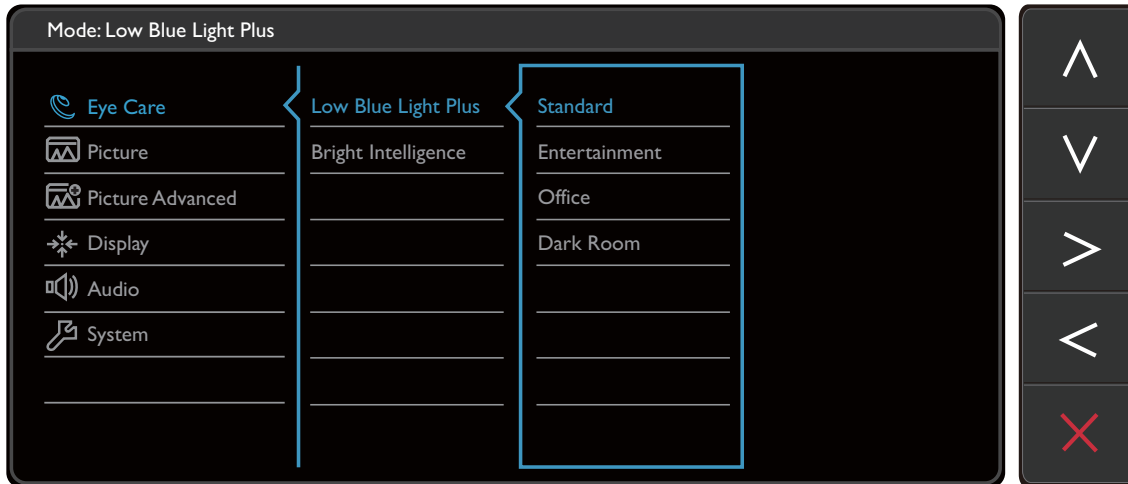 Mode: Low Blue Light Plus
Eye Care
Picture
Picture Advanced
Display
Audio
System
Low Blue Light Plus
Bright Intelligence
Standard
Entertainment
Office
Dark Room